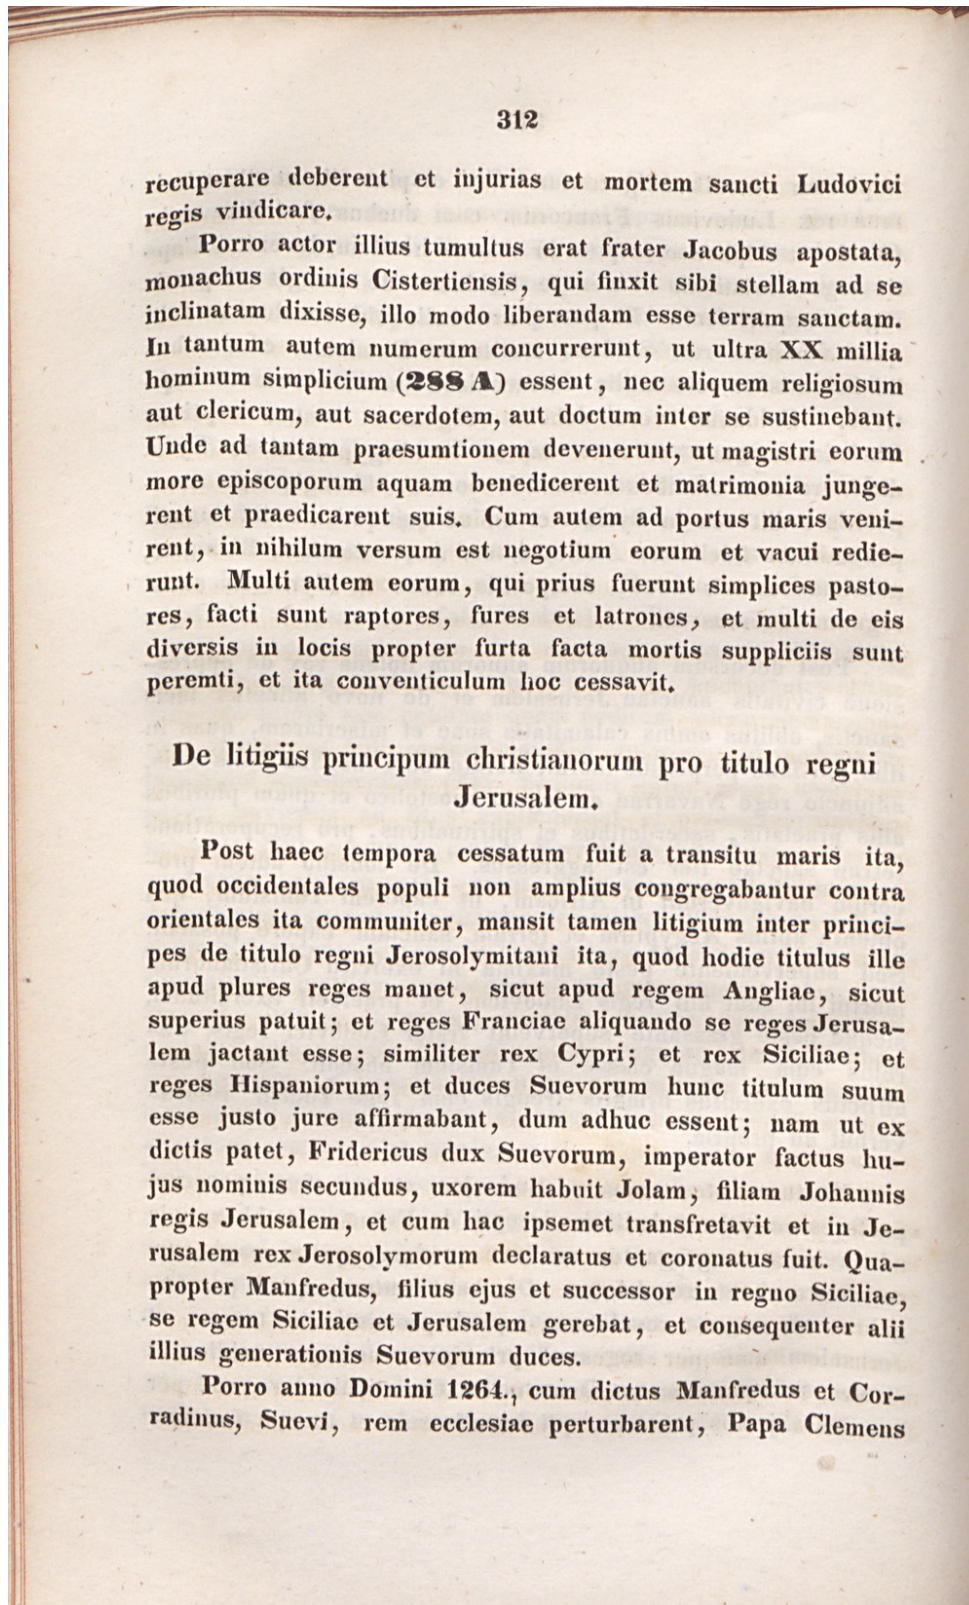 312
recuperare deberent et injurias et mortem sancti Ludovici
regis vindicare.
Porro actor illius tumultus erat frater Jacobus apostata,
monachus ordinis Cistertiensis, qui finxit sibi stellam ad se
inclinatam dixisse, illo modo liberandam esse terram sanctam.
In tantum autem numerum concurrerunt, ut ultra XX millia
hominum simplicium (288 A) essent, nec aliquem religiosum
aut clericum, aut sacerdotem, aut doctum inter se sustinebant.
Unde ad tantam praesumtionem devenerunt, ut magistri eorum
more episcoporum aquam benedicerent et matrimonia junge-
rent et praedicarent suis. Cum autem ad portus maris veni-
rent, in nihilum versum est negotium eorum et vacui redie-
runt. Multi autem eorum, qui prius fuerunt simplices pasto-
res, facti sunt raptores, fures et latrones, et multi de eis
diversis in locis propter furta facta mortis suppliciis sunt
peremti, et ita conventiculum hoc cessavit.
De litigiis principum christianorum pro titulo regni
Jerusalem.
Post haec tempora cessatum fuit a transitu maris ita,
quod occidentales populi non amplius congregabantur contra
orientales ita communiter, mansit tamen litigium inter princi-
pes de titulo regni Jerosolymitani ita, quod hodie titulus ille
apud plures reges manet, sicut apud regem Angliae, sicut
superius patuit; et reges Franciae aliquando se reges Jerusa-
lem jactant esse; similiter rex Cypri; et rex Siciliae; et
reges Hispaniorum; et duces Suevorum hunc titulum suum
esse justo jure affirmabant, dum adhuc essent; nam ut ex
dictis patet, Fridericus dux Suevorum, imperator factus hu-
jus nominis secundus, uxorem habuit Jolam, filiam Johannis
regis Jerusalem, et cum hac ipsemet transfretavit et in Je-
rusalem rex Jerosolymorum declaratus et coronatus fuit. Qua-
propter Manfredus, filius ejus et successor in regno Siciliae,
se regem Siciliae et Jerusalem gerebat, et consequenter alii
illius generationis Suevorum duces.
Porro anno Domini 1264., cum dictus Manfredus et Cor-
radinus, Suevi, rem ecclesiae perturbarent, Papa Clemens